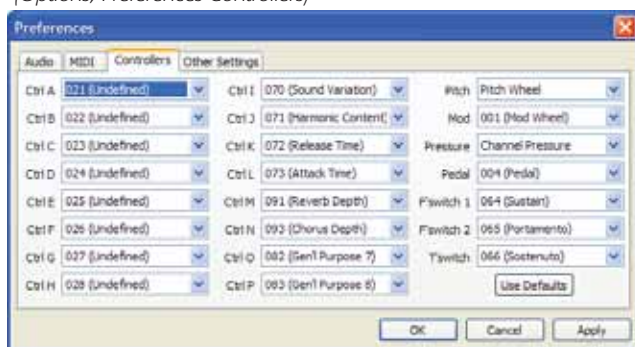 (Options/Preferences-Controllers)
Preferences
Audio MIDI Controllers Other Settings
Ctrl A 021 (Undefined) Ctrl I 070 (Sound Variation) Pitch Pitch Wheel
Ctrl B 022 (Undefined) Ctrl J 071 (Harmonic Content) Mod 001 (Mod Wheel)
Ctrl C 023 (Undefined) Ctrl K 072 (Release Time) Pressure Channel Pressure
Ctrl D 024 (Undefined) Ctrl L 073 (Attack Time) Pedal 004 (Pedal)
Ctrl E 025 (Undefined) Ctrl M 091 (Reverb Depth) F'switch 1 064 (Sustain)
Ctrl F 026 (Undefined) Ctrl N 093 (Chorus Depth) F'switch 2 065 (Portamento)
Ctrl G 027 (Undefined) Ctrl O 082 (Gen'l Purpose 7) T'switch 066 (Sostenuto)
Ctrl H 028 (Undefined) Ctrl P 083 (Gen'l Purpose 8) Use Defaults
OK Cancel Apply